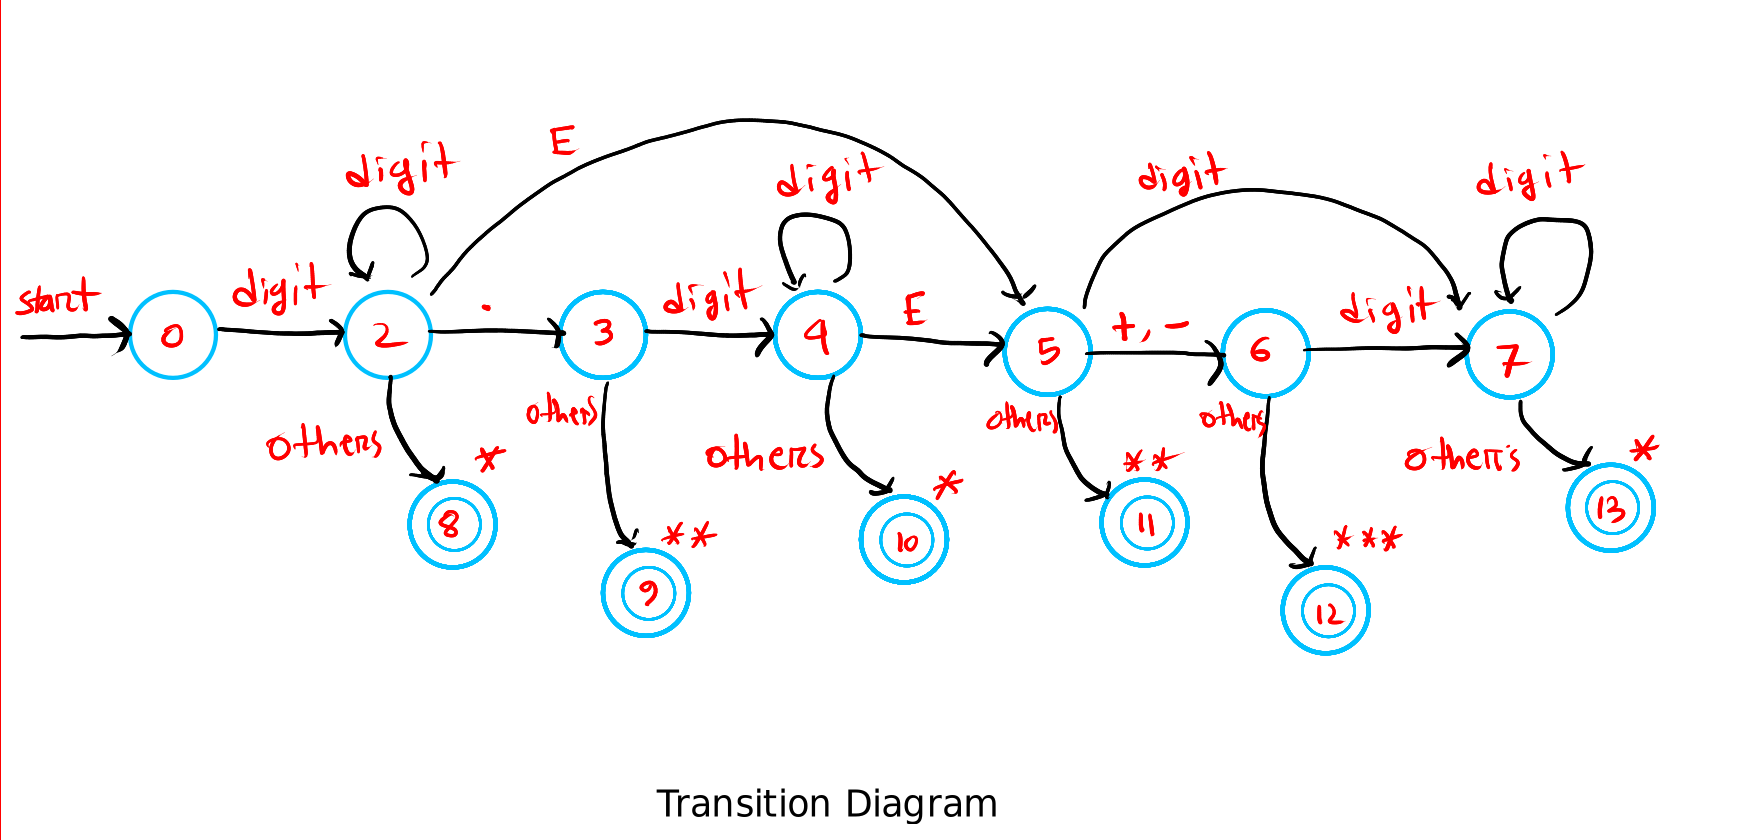 E
digit
digit
digit
digit
start
digit
.
digit
E
+, -
digit
0
2
3
4
5
6
7
others
others
others
others
others
others
*
**
*
**
***
*
8
9
10
11
12
13
Transition Diagram